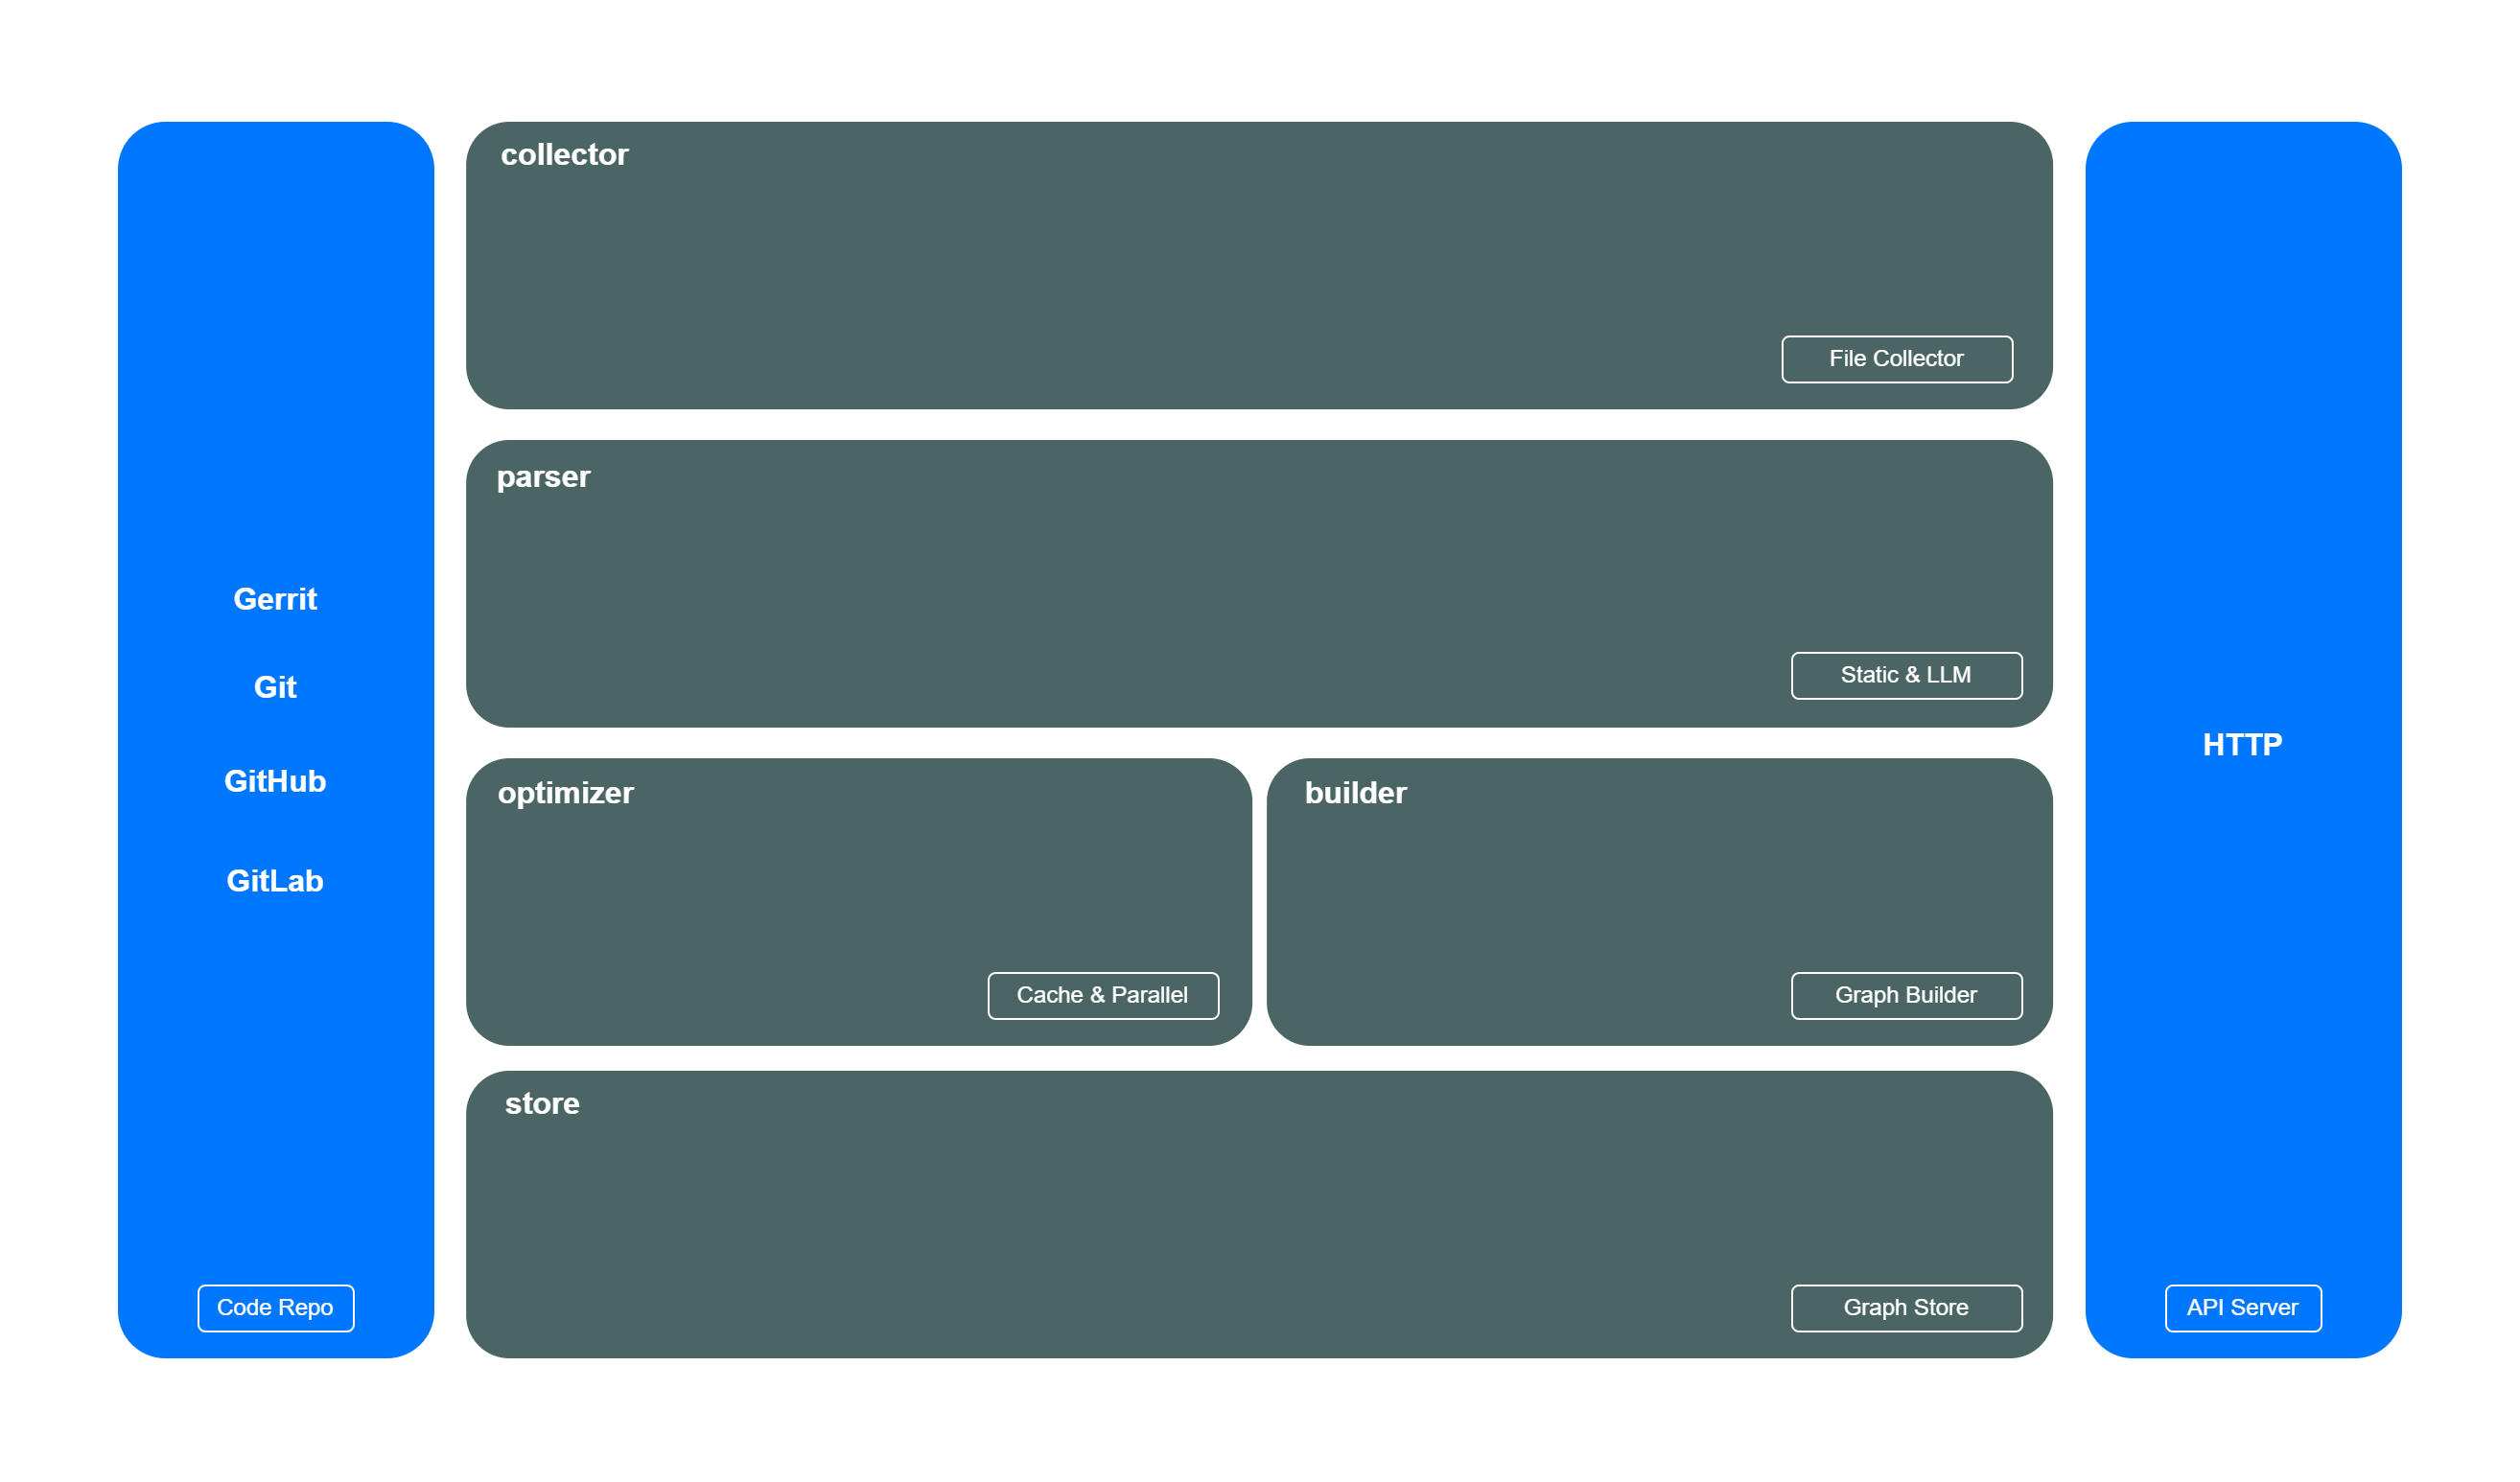 Gerrit
Git
GitHub
GitLab
Code Repo
collector
File Collector
parser
Static & LLM
optimizer
Cache & Parallel
builder
Graph Builder
store
Graph Store
HTTP
API Server